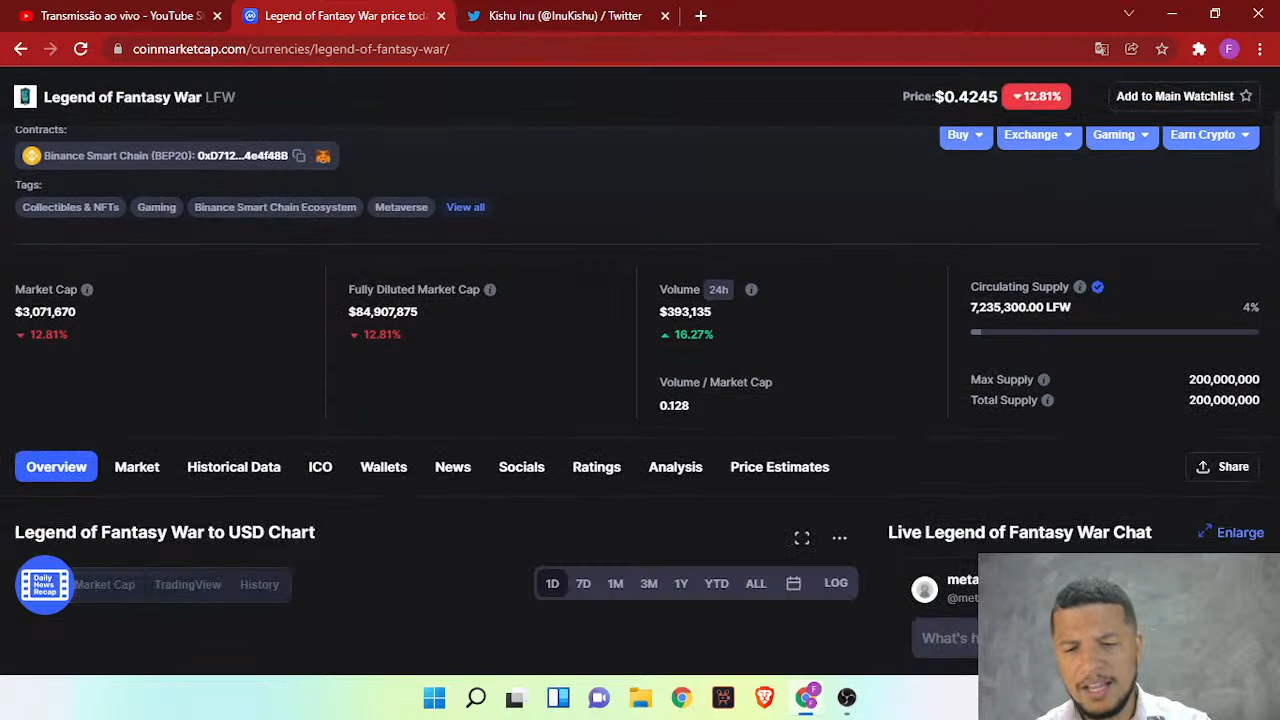 Transmissão ao vivo - YouTube S
Legend of Fantasy War price toda
Kishu Inu (@InuKishu) / Twitter
coinmarketcap.com/currencies/legend-of-fantasy-war/
F
Legend of Fantasy War LFW
Price: $0.4245 12.81%
Add to Main Watchlist
Contracts:
Binance Smart Chain (BEP20): 0xD712...4e4f48B
Buy
Exchange
Gaming
Earn Crypto
Tags:
Collectibles & NFTs
Gaming
Binance Smart Chain Ecosystem
Metaverse
View all
Market Cap
$3,071,670
12.81%
Fully Diluted Market Cap
$84,907,875
12.81%
Volume 24h
$393,135
16.27%
Volume / Market Cap
0.128
Circulating Supply
7,235,300.00 LFW 4%
Max Supply 200,000,000
Total Supply 200,000,000
Overview
Market
Historical Data
ICO
Wallets
News
Socials
Ratings
Analysis
Price Estimates
Share
Legend of Fantasy War to USD Chart
Live Legend of Fantasy War Chat
Enlarge
Daily
News
Recap
Market Cap
TradingView
History
1D 7D 1M 3M 1Y YTD ALL LOG
meta
@met
What's h
F